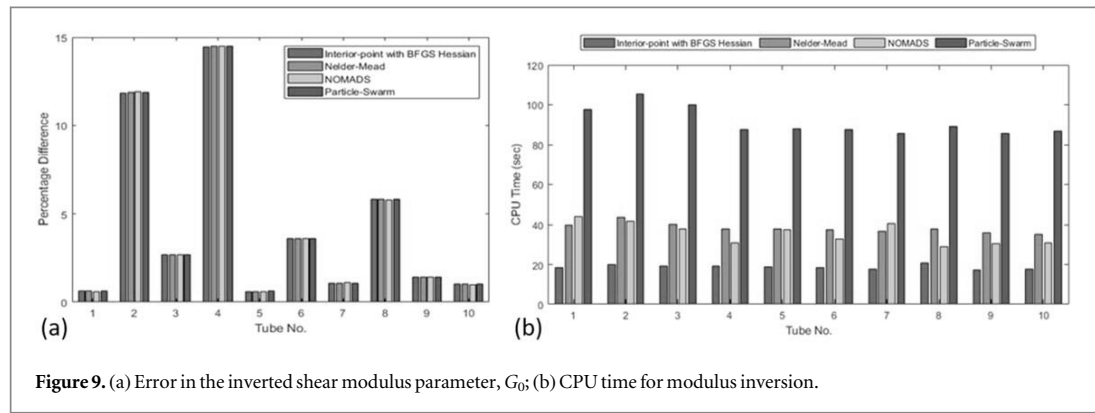 15
10
5
0
Percentage Difference
Interior-point with BFGS Hessian
Nelder-Mead
NOMADS
Particle-Swarm
1 2 3 4 5 6 7 8 9 10
Tube No.
(a)
Interior-point with BFGS Hessian Nelder-Mead NOMADS Particle-Swarm
120
100
80
60
40
20
0
CPU Time (sec)
1 2 3 4 5 6 7 8 9 10
Tube No.
(b)
Figure 9. (a) Error in the inverted shear modulus parameter, G0; (b) CPU time for modulus inversion.